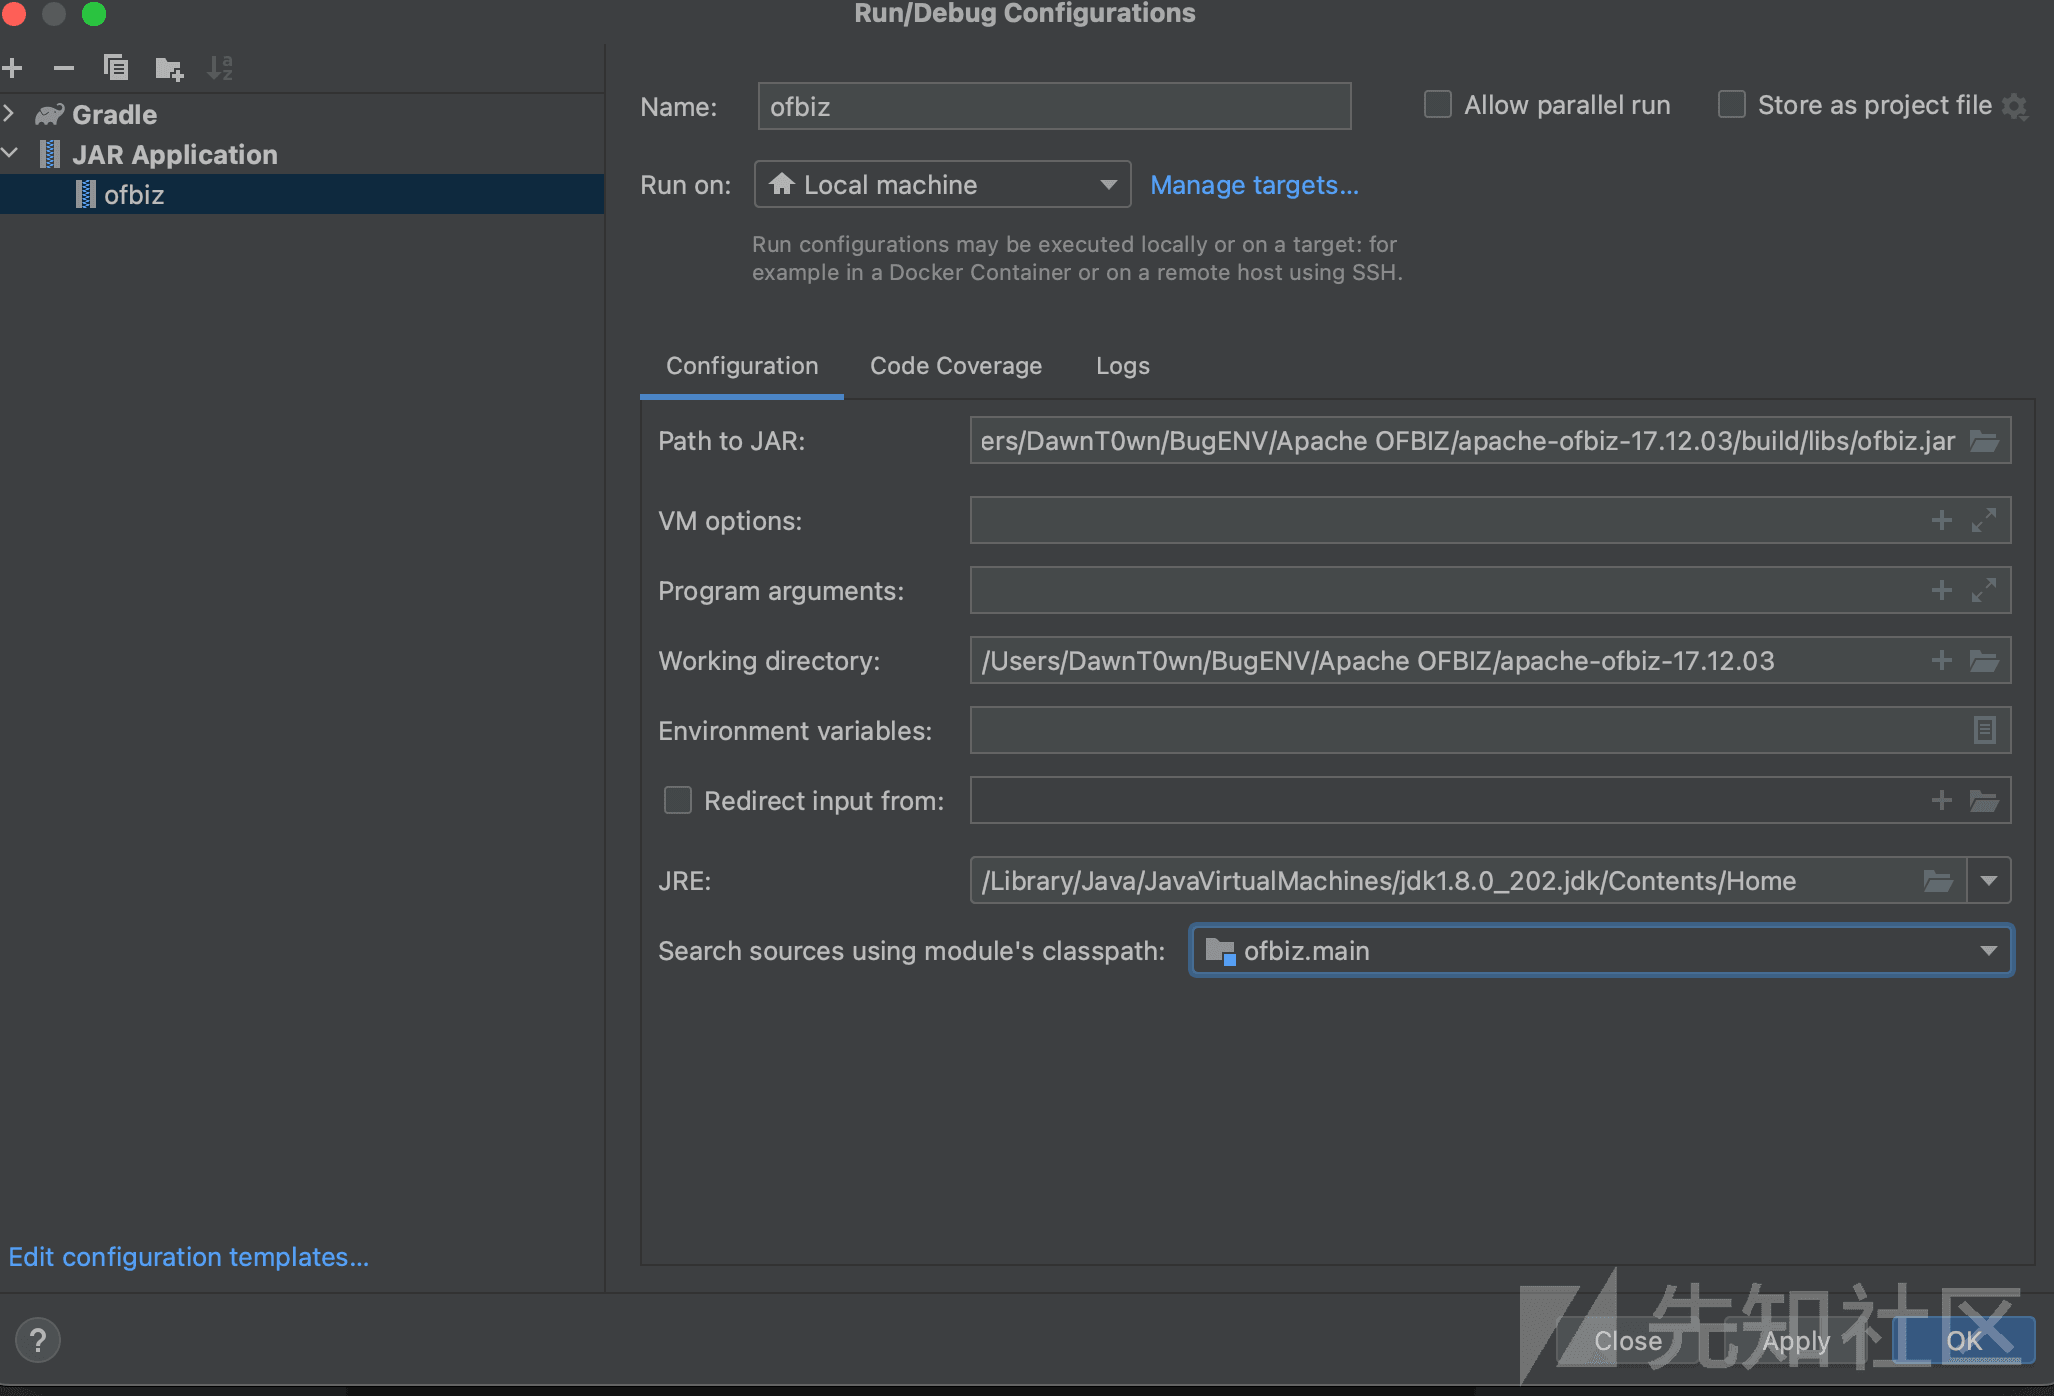 Run/Debug Configurations
Gradle
JAR Application
ofbiz
Edit configuration templates...
Name: ofbiz
Allow parallel run
Store as project file
Run on: Local machine Manage targets...
Run configurations may be executed locally or on a target: for
example in a Docker Container or on a remote host using SSH.
Configuration Code Coverage Logs
Path to JAR: ers/DawnT0wn/BugENV/Apache OFBIZ/apache-ofbiz-17.12.03/build/libs/ofbiz.jar
VM options:
Program arguments:
Working directory: /Users/DawnT0wn/BugENV/Apache OFBIZ/apache-ofbiz-17.12.03
Environment variables:
Redirect input from:
JRE: /Library/Java/JavaVirtualMachines/jdk1.8.0_202.jdk/Contents/Home
Search sources using module's classpath: ofbiz.main
? Close Apply OK
先知社区